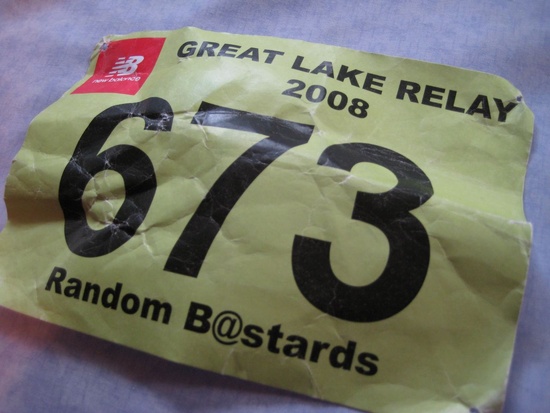 GREAT LAKE RELAY
2008
new balance
673
Random B@stards